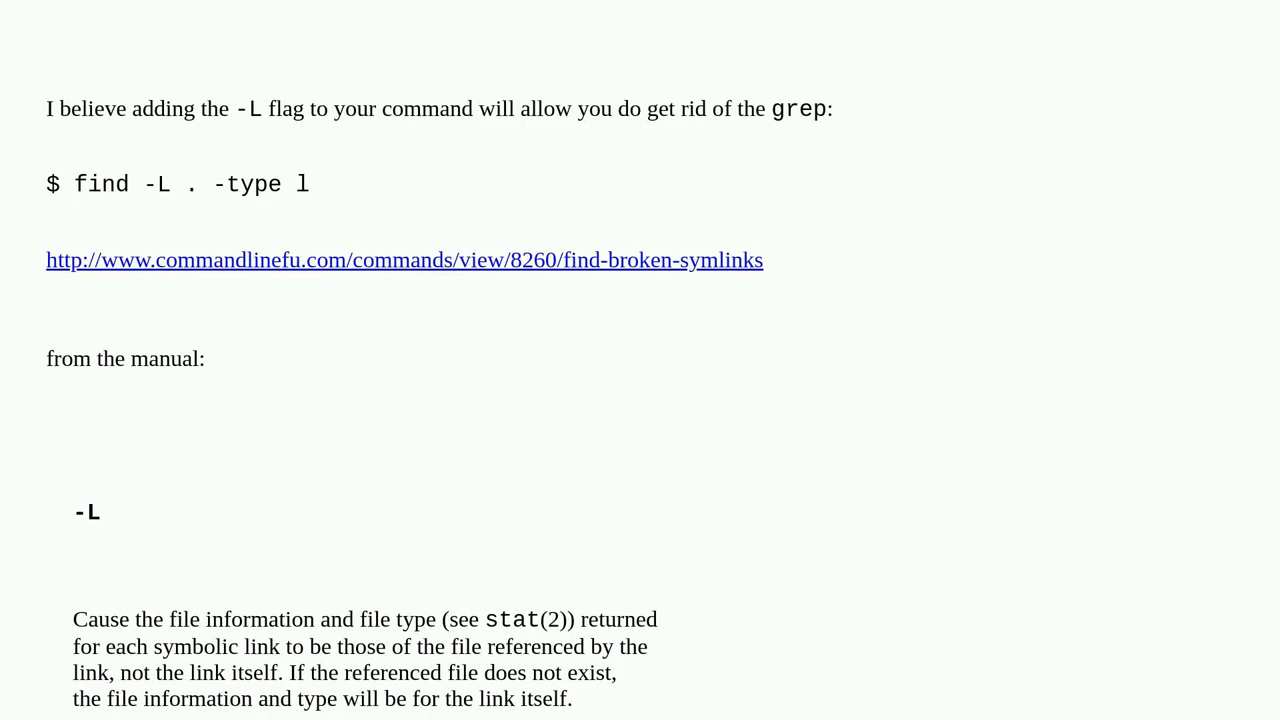 I believe adding the -L flag to your command will allow you do get rid of the grep:
$ find -L . -type l
http://www.commandlinefu.com/commands/view/8260/find-broken-symlinks
from the manual:
-L
Cause the file information and file type (see stat(2)) returned
for each symbolic link to be those of the file referenced by the
link, not the link itself. If the referenced file does not exist,
the file information and type will be for the link itself.